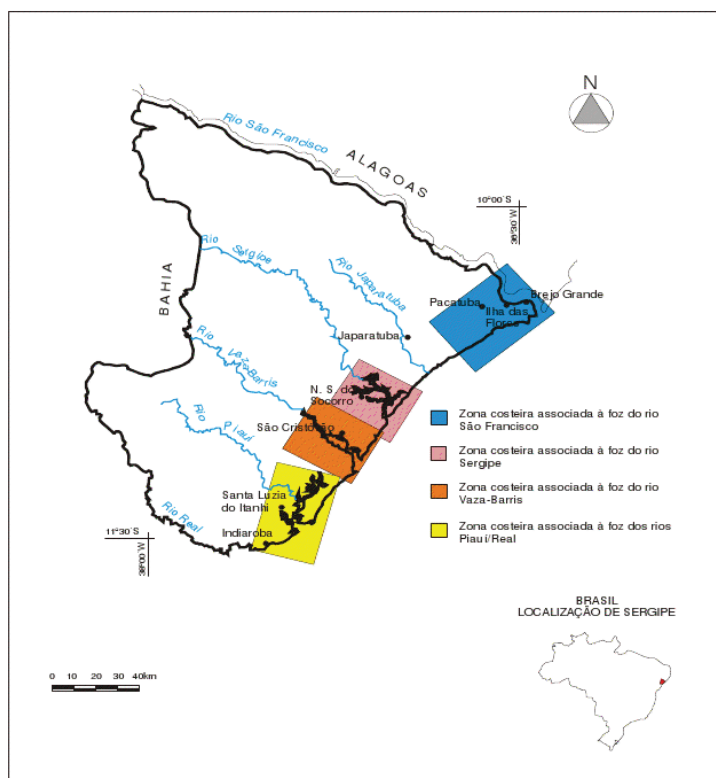 N
Rio São Francisco
ALAGOAS
10°00' S
36°30' W
Rio Sergipe
Rio Japaratuba
BAHIA
Brejo Grande
Pacatuba
Ilha das
Flores
Japaratuba
Rio Vaza-Barris
N. S. do
Socorro
São Cristóvão
Rio Piauí
Zona costeira associada à foz do rio
São Francisco
Zona costeira associada à foz do rio
Sergipe
Zona costeira associada à foz do rio
Vaza-Barris
Zona costeira associada à foz dos rios
Piauí/Real
Santa Luzia
do Itanhi
Rio Real
Indiaroba
11°30' S
38°00' W
BRASIL
LOCALIZAÇÃO DE SERGIPE
0 10 20 30 40km